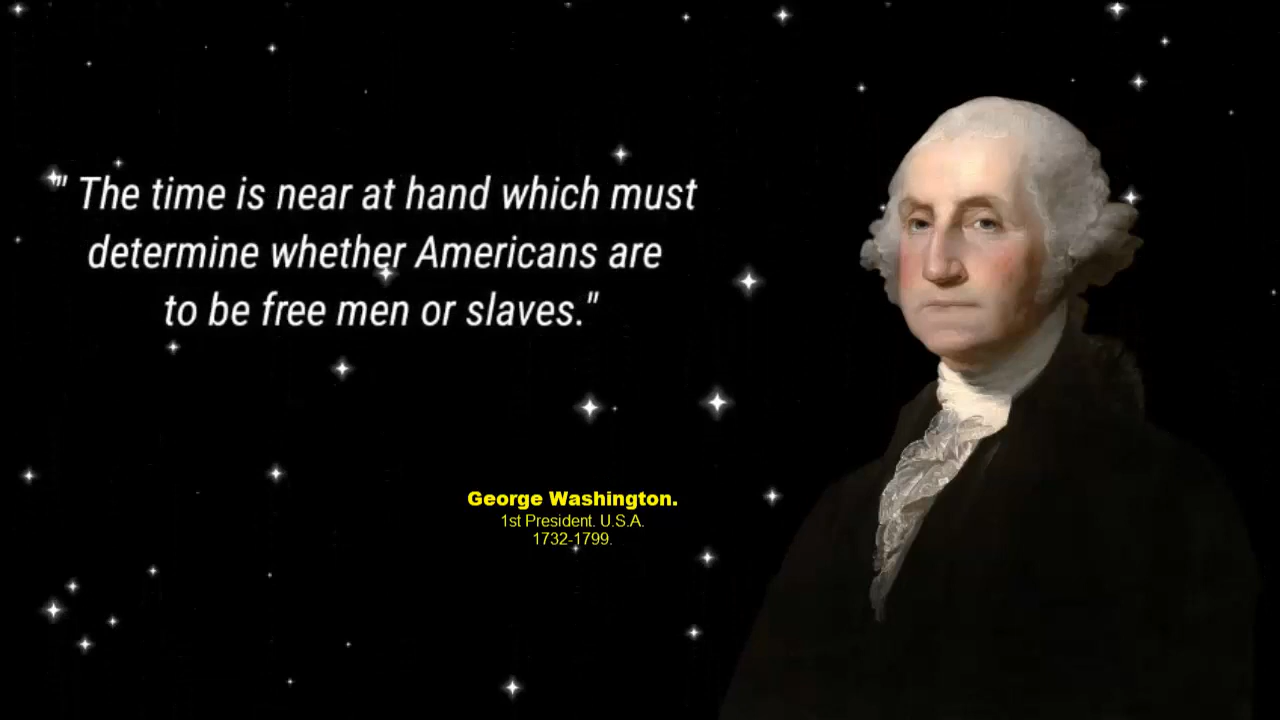 " The time is near at hand which must
determine whether Americans are
to be free men or slaves."
George Washington.
1st President. U.S.A.
1732-1799.